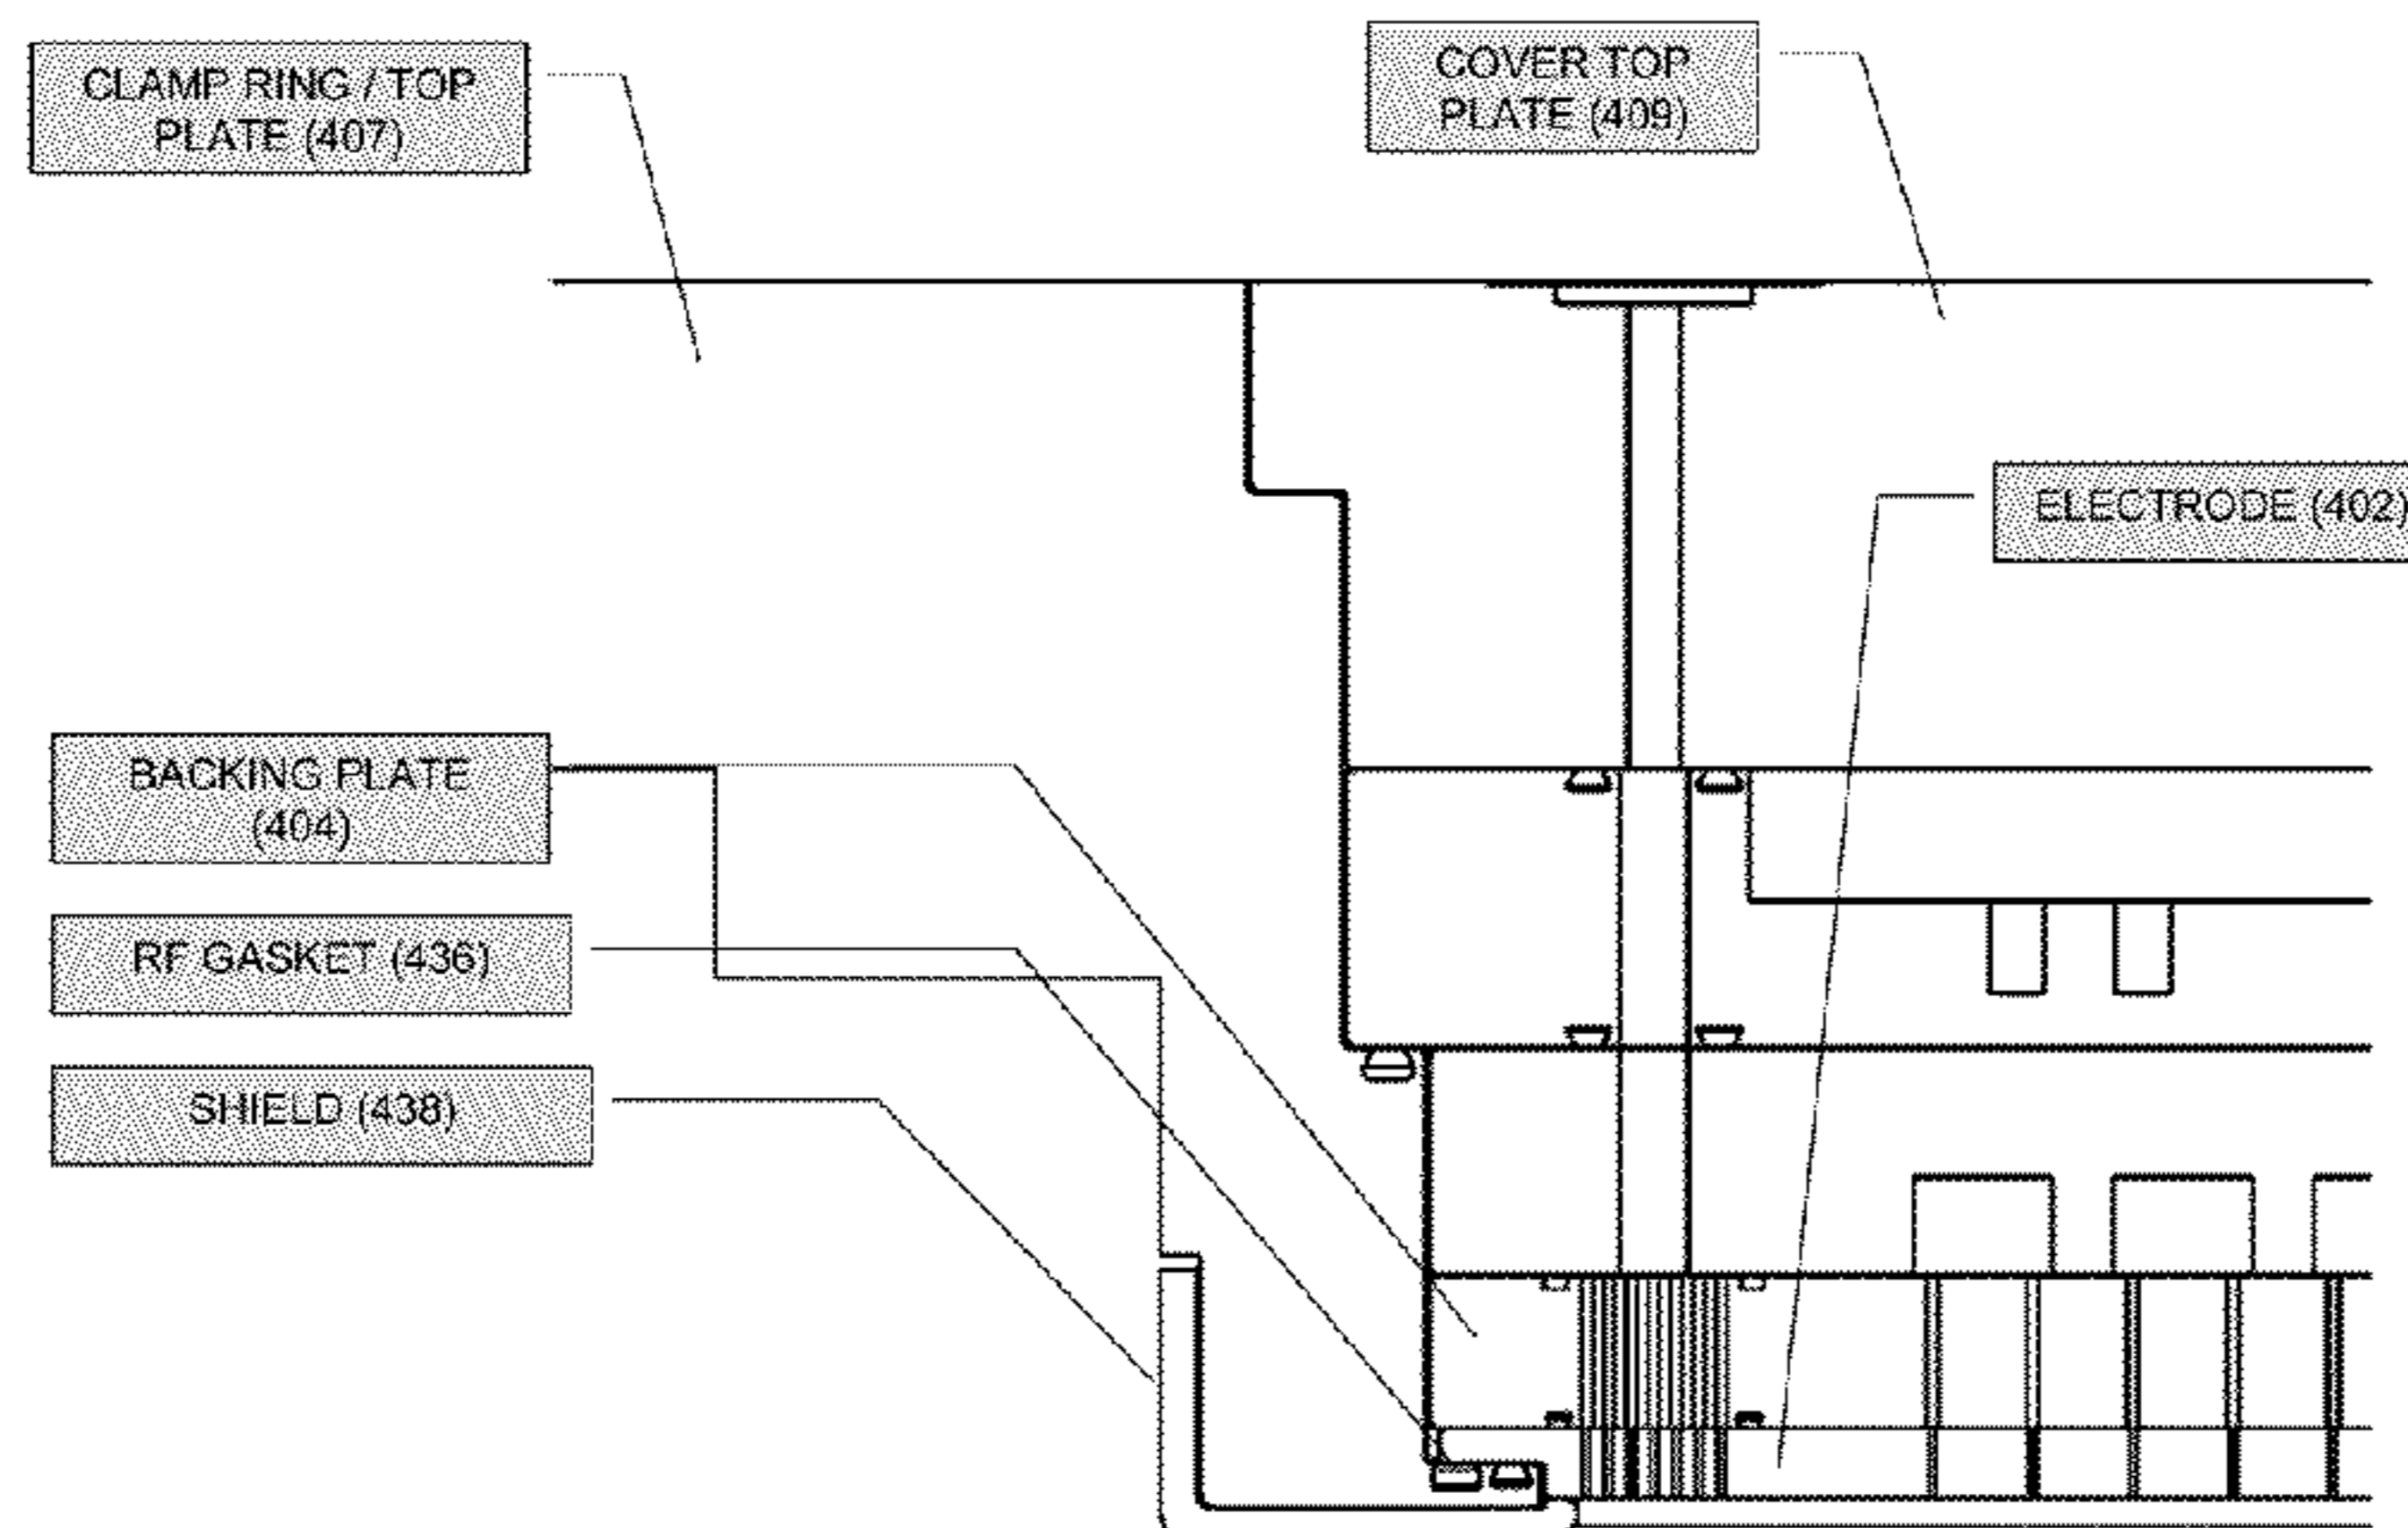 CLAMP RING / TOP
PLATE (407)
COVER TOP
PLATE (409)
ELECTRODE (402)
BACKING PLATE
(404)
RF GASKET (436)
SHIELD (438)